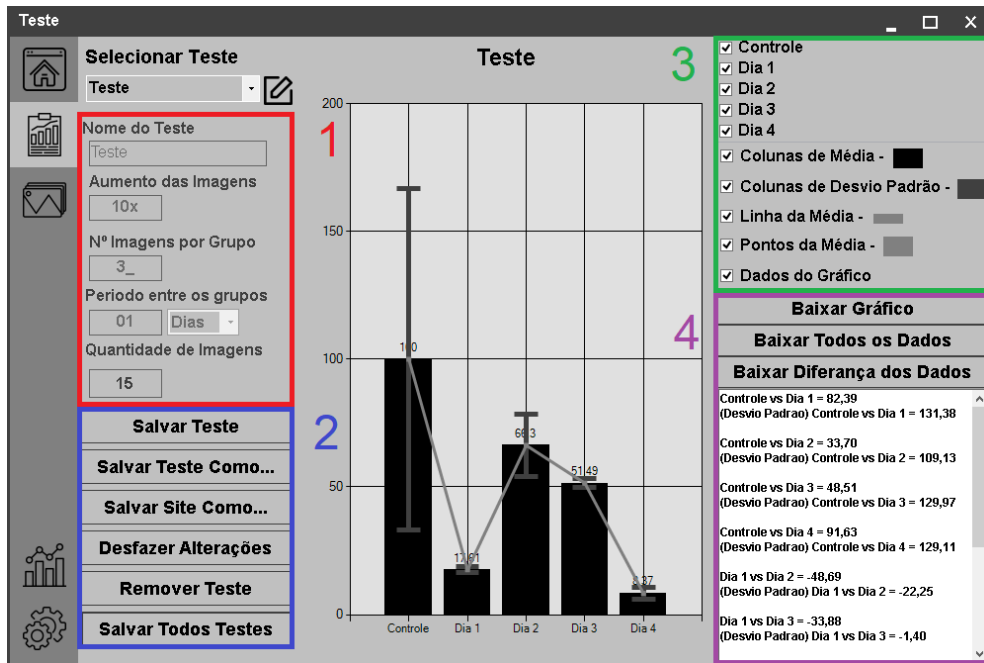 Teste
Selecionar Teste
Teste
Nome do Teste
Teste
Aumento das Imagens
10x
Nº Imagens por Grupo
3_
Periodo entre os grupos
01 Dias
Quantidade de Imagens
15
1
Salvar Teste
Salvar Teste Como...
Salvar Site Como...
Desfazer Alterações
Remover Teste
Salvar Todos Testes
2
Teste
200
150
100
50
0
100
17,91
66,3
51,49
8,37
Controle Dia 1 Dia 2 Dia 3 Dia 4
3
Controle
Dia 1
Dia 2
Dia 3
Dia 4
Colunas de Média -
Colunas de Desvio Padrão -
Linha da Média -
Pontos da Média -
Dados do Gráfico
4
Baixar Gráfico
Baixar Todos os Dados
Baixar Diferança dos Dados
Controle vs Dia 1 = 82,39
(Desvio Padrao) Controle vs Dia 1 = 131,38
Controle vs Dia 2 = 33,70
(Desvio Padrao) Controle vs Dia 2 = 109,13
Controle vs Dia 3 = 48,51
(Desvio Padrao) Controle vs Dia 3 = 129,97
Controle vs Dia 4 = 91,63
(Desvio Padrao) Controle vs Dia 4 = 129,11
Dia 1 vs Dia 2 = -48,69
(Desvio Padrao) Dia 1 vs Dia 2 = -22,25
Dia 1 vs Dia 3 = -33,88
(Desvio Padrao) Dia 1 vs Dia 3 = -1,40